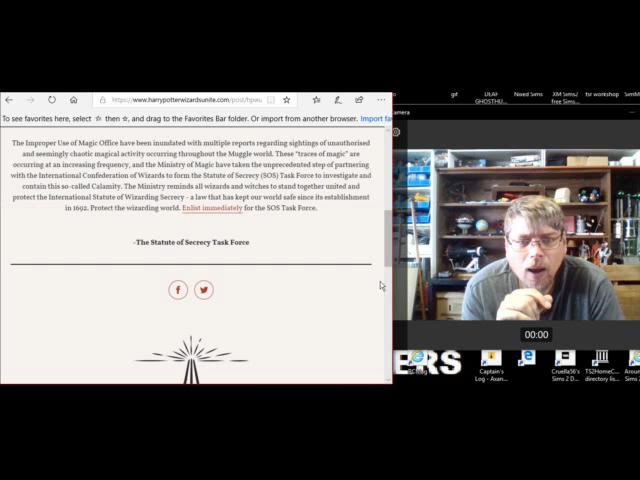 https://www.harrypotterwizardsunite.com/post/hpwu
To see favorites here, select ☆ then ☆, and drag to the Favorites Bar folder. Or import from another browser. Import fa
The Improper Use of Magic Office have been inundated with multiple reports regarding sightings of unauthorised
and seemingly chaotic magical activity occurring throughout the Muggle world. These "traces of magic" are
occurring at an increasing frequency, and the Ministry of Magic have taken the unprecedented step of partnering
with the International Confederation of Wizards to form the Statute of Secrecy (SOS) Task Force to investigate and
contain this so-called Calamity. The Ministry reminds all wizards and witches to stand together united and
protect the International Statute of Wizarding Secrecy - a law that has kept our world safe since its establishment
in 1692. Protect the wizarding world. Enlist immediately for the SOS Task Force.
-The Statute of Secrecy Task Force
gif
Naked Sims
XM Sims2
free Sims...
tsr workshop
SimM
GHOSTHU...
amera
00:00
ERS
Captain's
Log - Axan...
Cruella56's
Sims 2 D...
TS2HomeC...
directory lis...
Arou